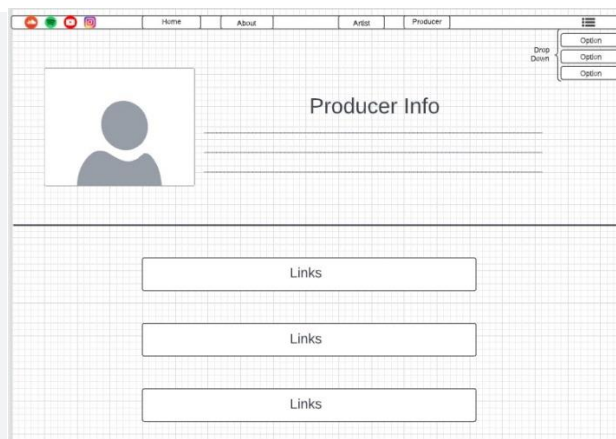 Home About Artist Producer
Option
Drop
Down
Option
Option
Producer Info
Links
Links
Links